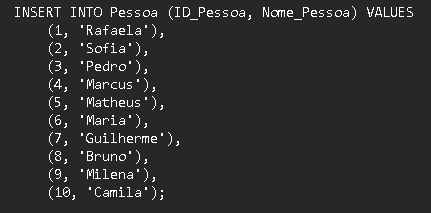 INSERT INTO Pessoa (ID_Pessoa, Nome_Pessoa) VALUES
(1, 'Rafaela'),
(2, 'Sofia'),
(3, 'Pedro'),
(4, 'Marcus'),
(5, 'Matheus'),
(6, 'Maria'),
(7, 'Guilherme'),
(8, 'Bruno'),
(9, 'Milena'),
(10, 'Camila');